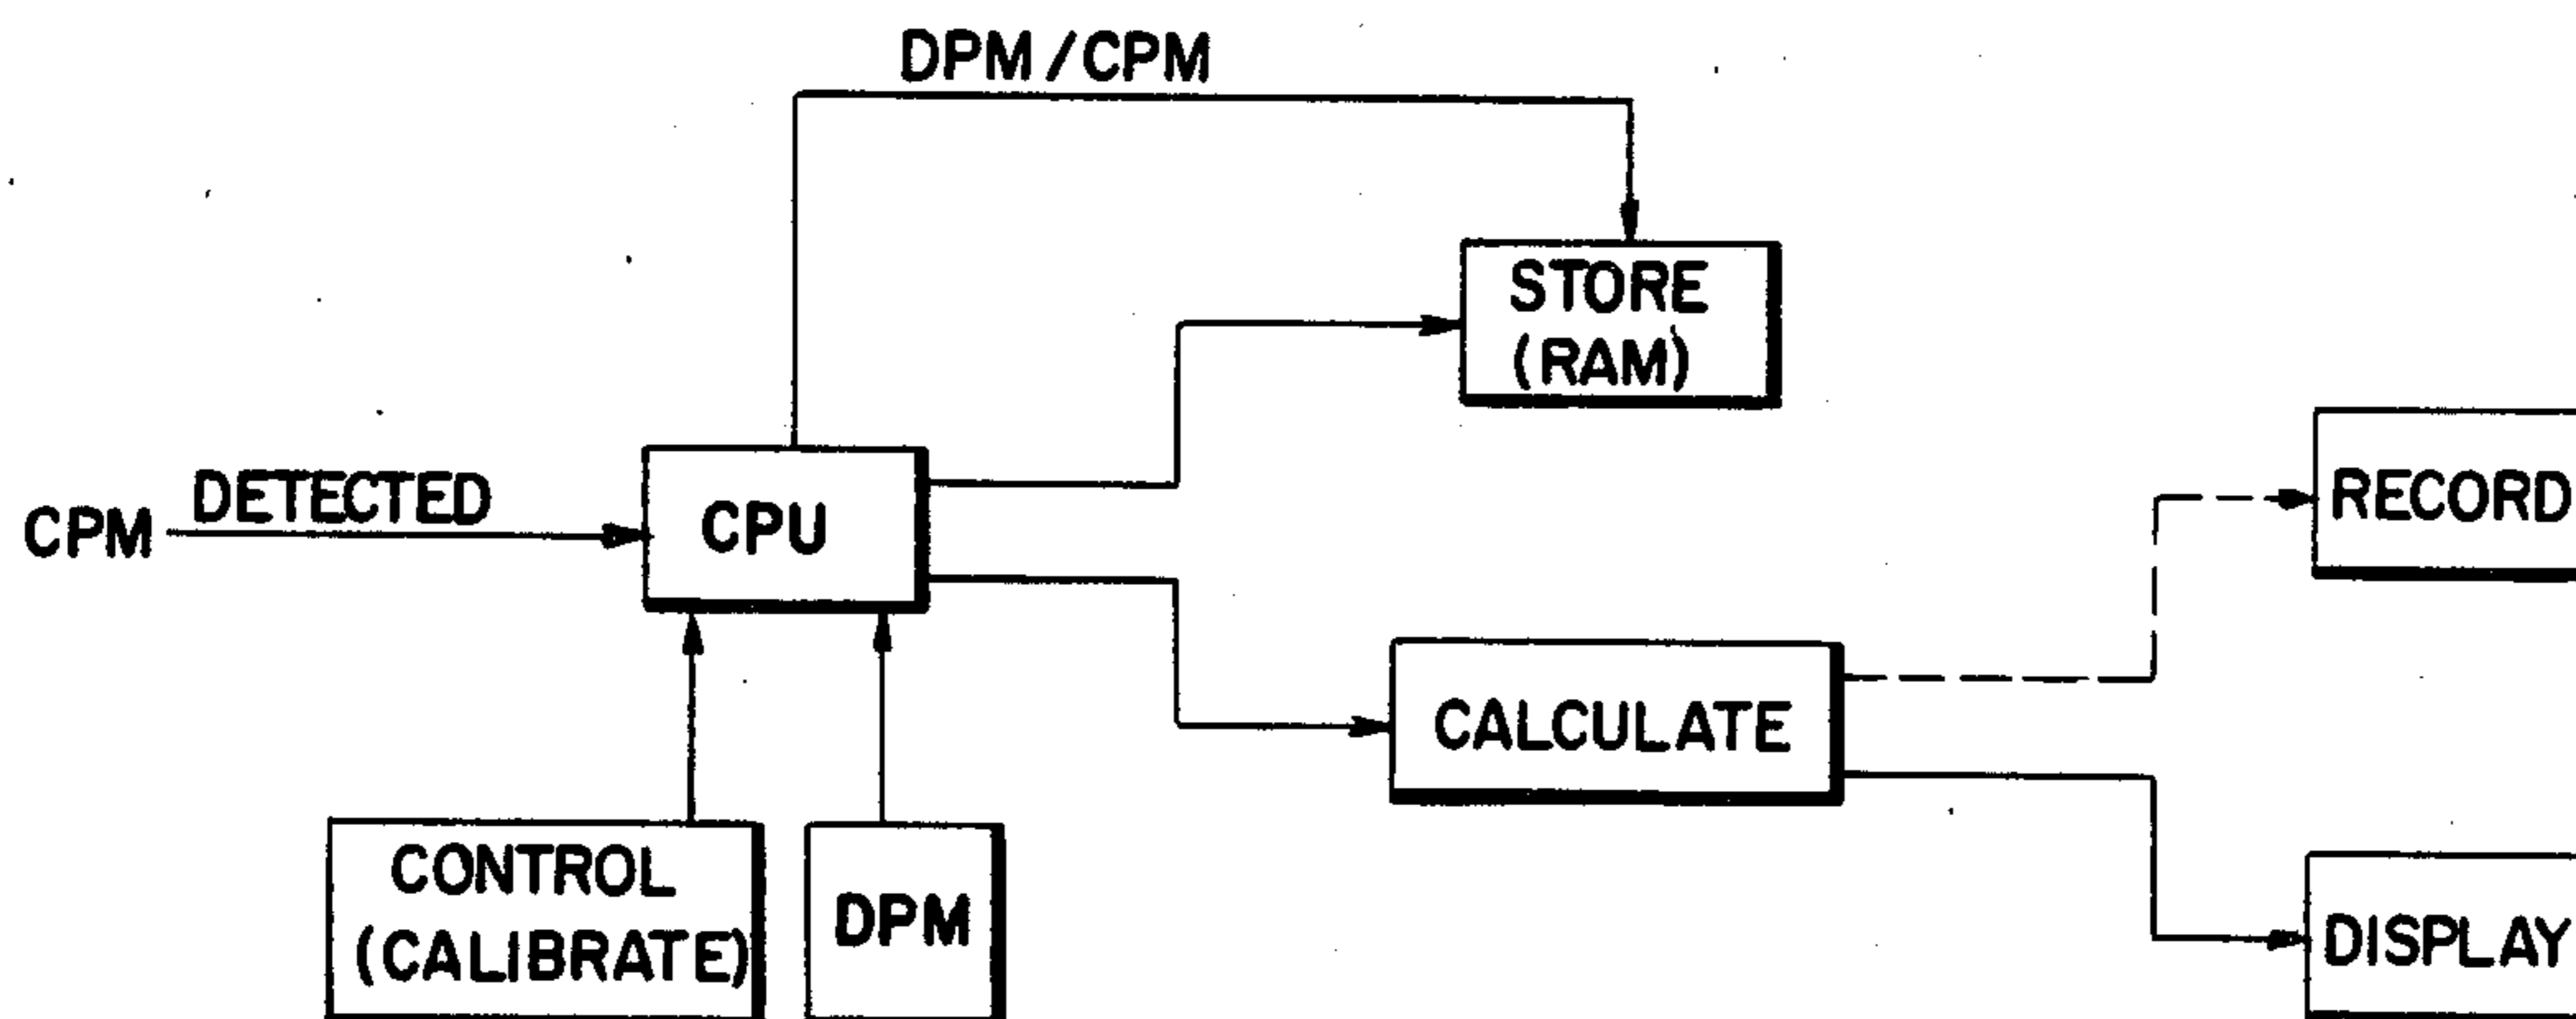 DPM/CPM
STORE
(RAM)
CPM
DETECTED
CPU
RECORD
CALCULATE
CONTROL
(CALIBRATE)
DPM
DISPLAY